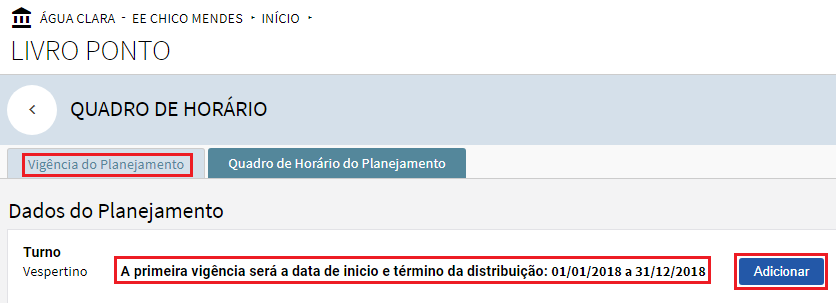 ÁGUA CLARA - EE CHICO MENDES ‣ INÍCIO ‣
LIVRO PONTO
‹ QUADRO DE HORÁRIO
Vigência do Planejamento Quadro de Horário do Planejamento
Dados do Planejamento
Turno
Vespertino A primeira vigência será a data de inicio e término da distribuição: 01/01/2018 a 31/12/2018 Adicionar